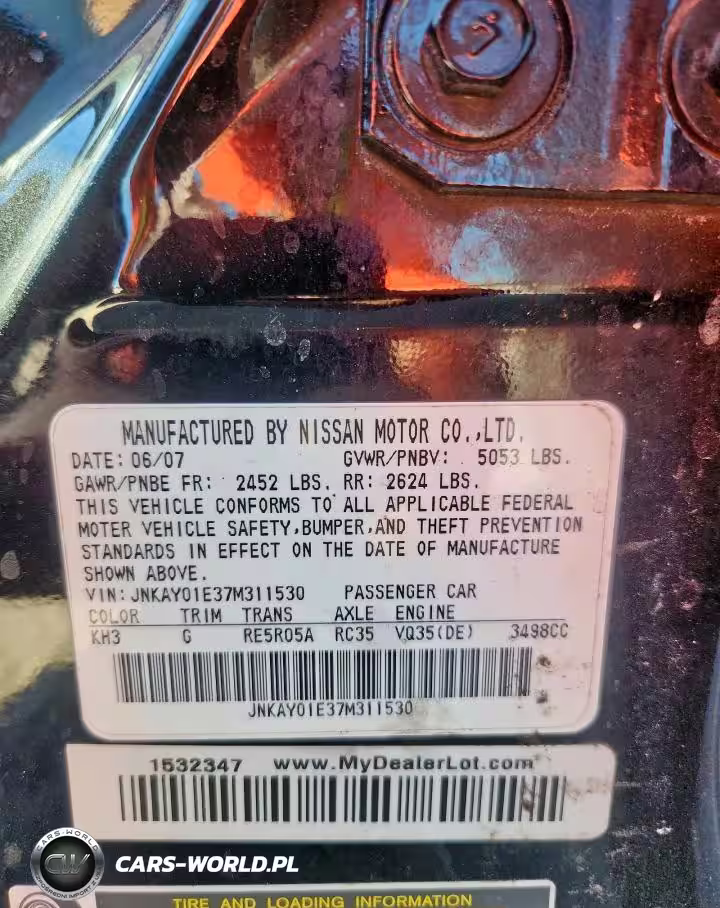 MANUFACTURED BY NISSAN MOTOR CO.,LTD.
DATE: 06/07 GVWR/PNBV: 5053 LBS.
GAWR/PNBE FR: 2452 LBS. RR: 2624 LBS.
THIS VEHICLE CONFORMS TO ALL APPLICABLE FEDERAL
MOTER VEHICLE SAFETY,BUMPER,AND THEFT PREVENTION
STANDARDS IN EFFECT ON THE DATE OF MANUFACTURE
SHOWN ABOVE.
VIN: JNKAY01E37M311530 PASSENGER CAR
COLOR TRIM TRANS AXLE ENGINE
KH3 G RE5R05A RC35 VQ35(DE) 3498CC
JNKAY01E37M311530
1532347 www.MyDealerLot.com
CARS-WORLD
CW
CARS-WORLD.PL
TIRE AND LOADING INFORMATION